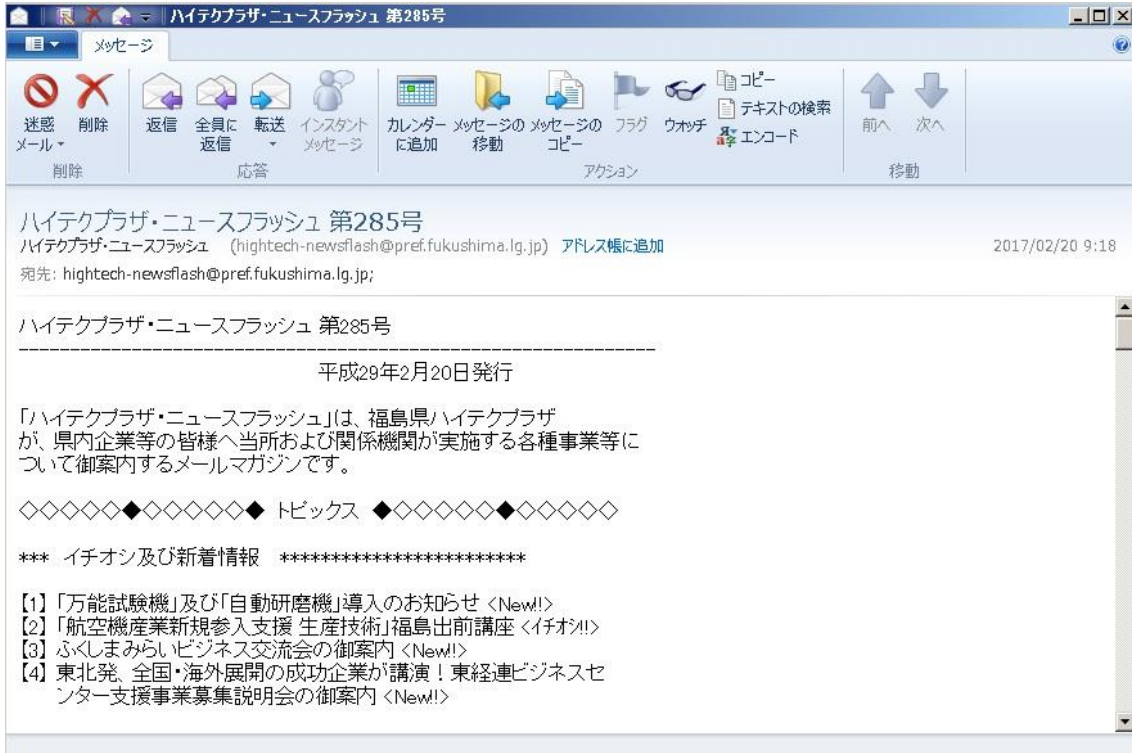 ハイテクプラザ・ニュースフラッシュ 第285号
メッセージ
迷惑メール
削除
返信
全員に返信
転送
インスタント メッセージ
カレンダーに追加
メッセージの移動
メッセージのコピー
フラグ
ウォッチ
コピー
テキストの検索
エンコード
前へ
次へ
削除
応答
アクション
移動
ハイテクプラザ・ニュースフラッシュ 第285号
ハイテクプラザ・ニュースフラッシュ (hightech-newsflash@pref.fukushima.lg.jp) アドレス帳に追加
2017/02/20 9:18
宛先: hightech-newsflash@pref.fukushima.lg.jp;
ハイテクプラザ・ニュースフラッシュ 第285号
----------------------------------------------------------------
平成29年2月20日発行
「ハイテクプラザ・ニュースフラッシュ」は、福島県ハイテクプラザ
が、県内企業等の皆様へ当所および関係機関が実施する各種事業等に
ついて御案内するメールマガジンです。
◇◇◇◇◇◆◇◇◇◇◇◆ トピックス ◆◇◇◇◇◇◆◇◇◇◇◇
*** イチオシ及び新着情報 ************************
【1】「万能試験機」及び「自動研磨機」導入のお知らせ <New!!>
【2】「航空機産業新規参入支援 生産技術」福島出前講座 <イチオシ!!>
【3】ふくしまみらいビジネス交流会の御案内 <New!!>
【4】東北発、全国・海外展開の成功企業が講演！東経連ビジネスセ
ンター支援事業募集説明会の御案内 <New!!>